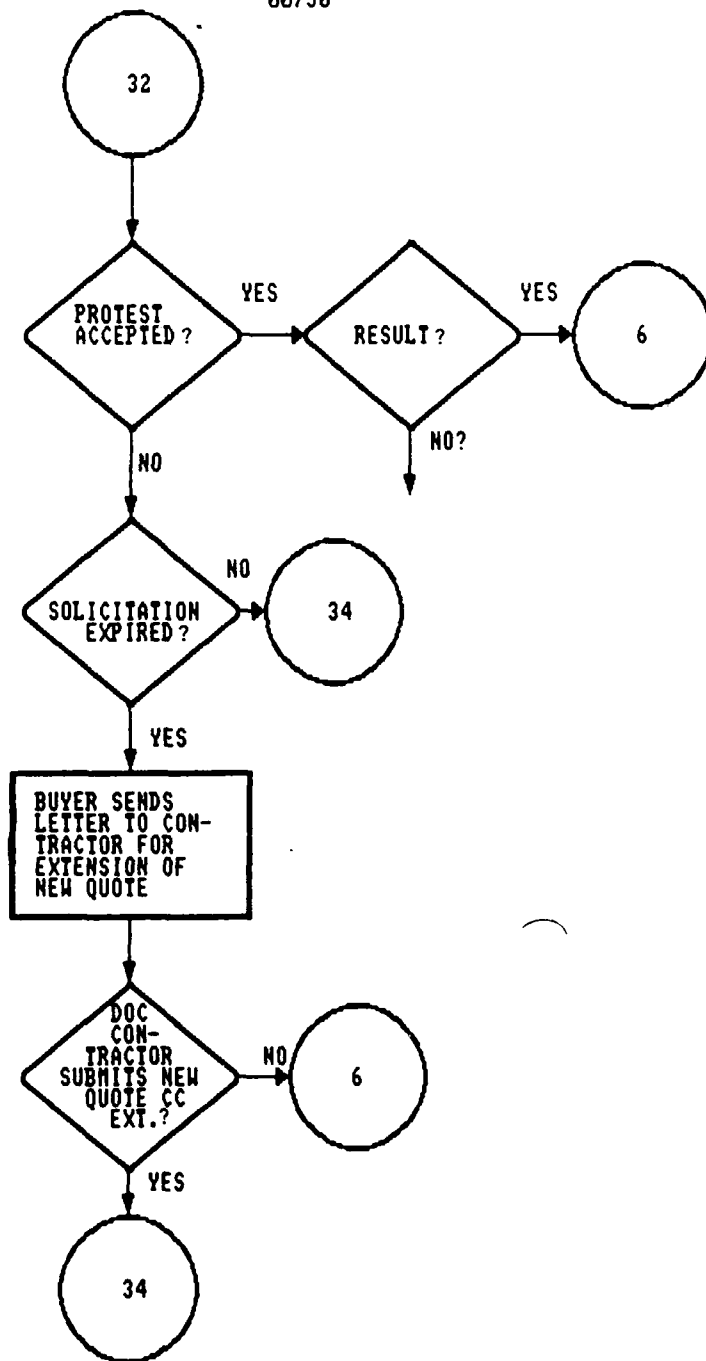 32
PROTEST
ACCEPTED?
YES
RESULT?
YES
6
NO?
NO
SOLICITATION
EXPIRED?
NO
34
YES
BUYER SENDS
LETTER TO CON-
TRACTOR FOR
EXTENSION OF
NEW QUOTE
DOC
CON-
TRACTOR
SUBMITS NEW
QUOTE CC
EXT.?
NO
6
YES
34